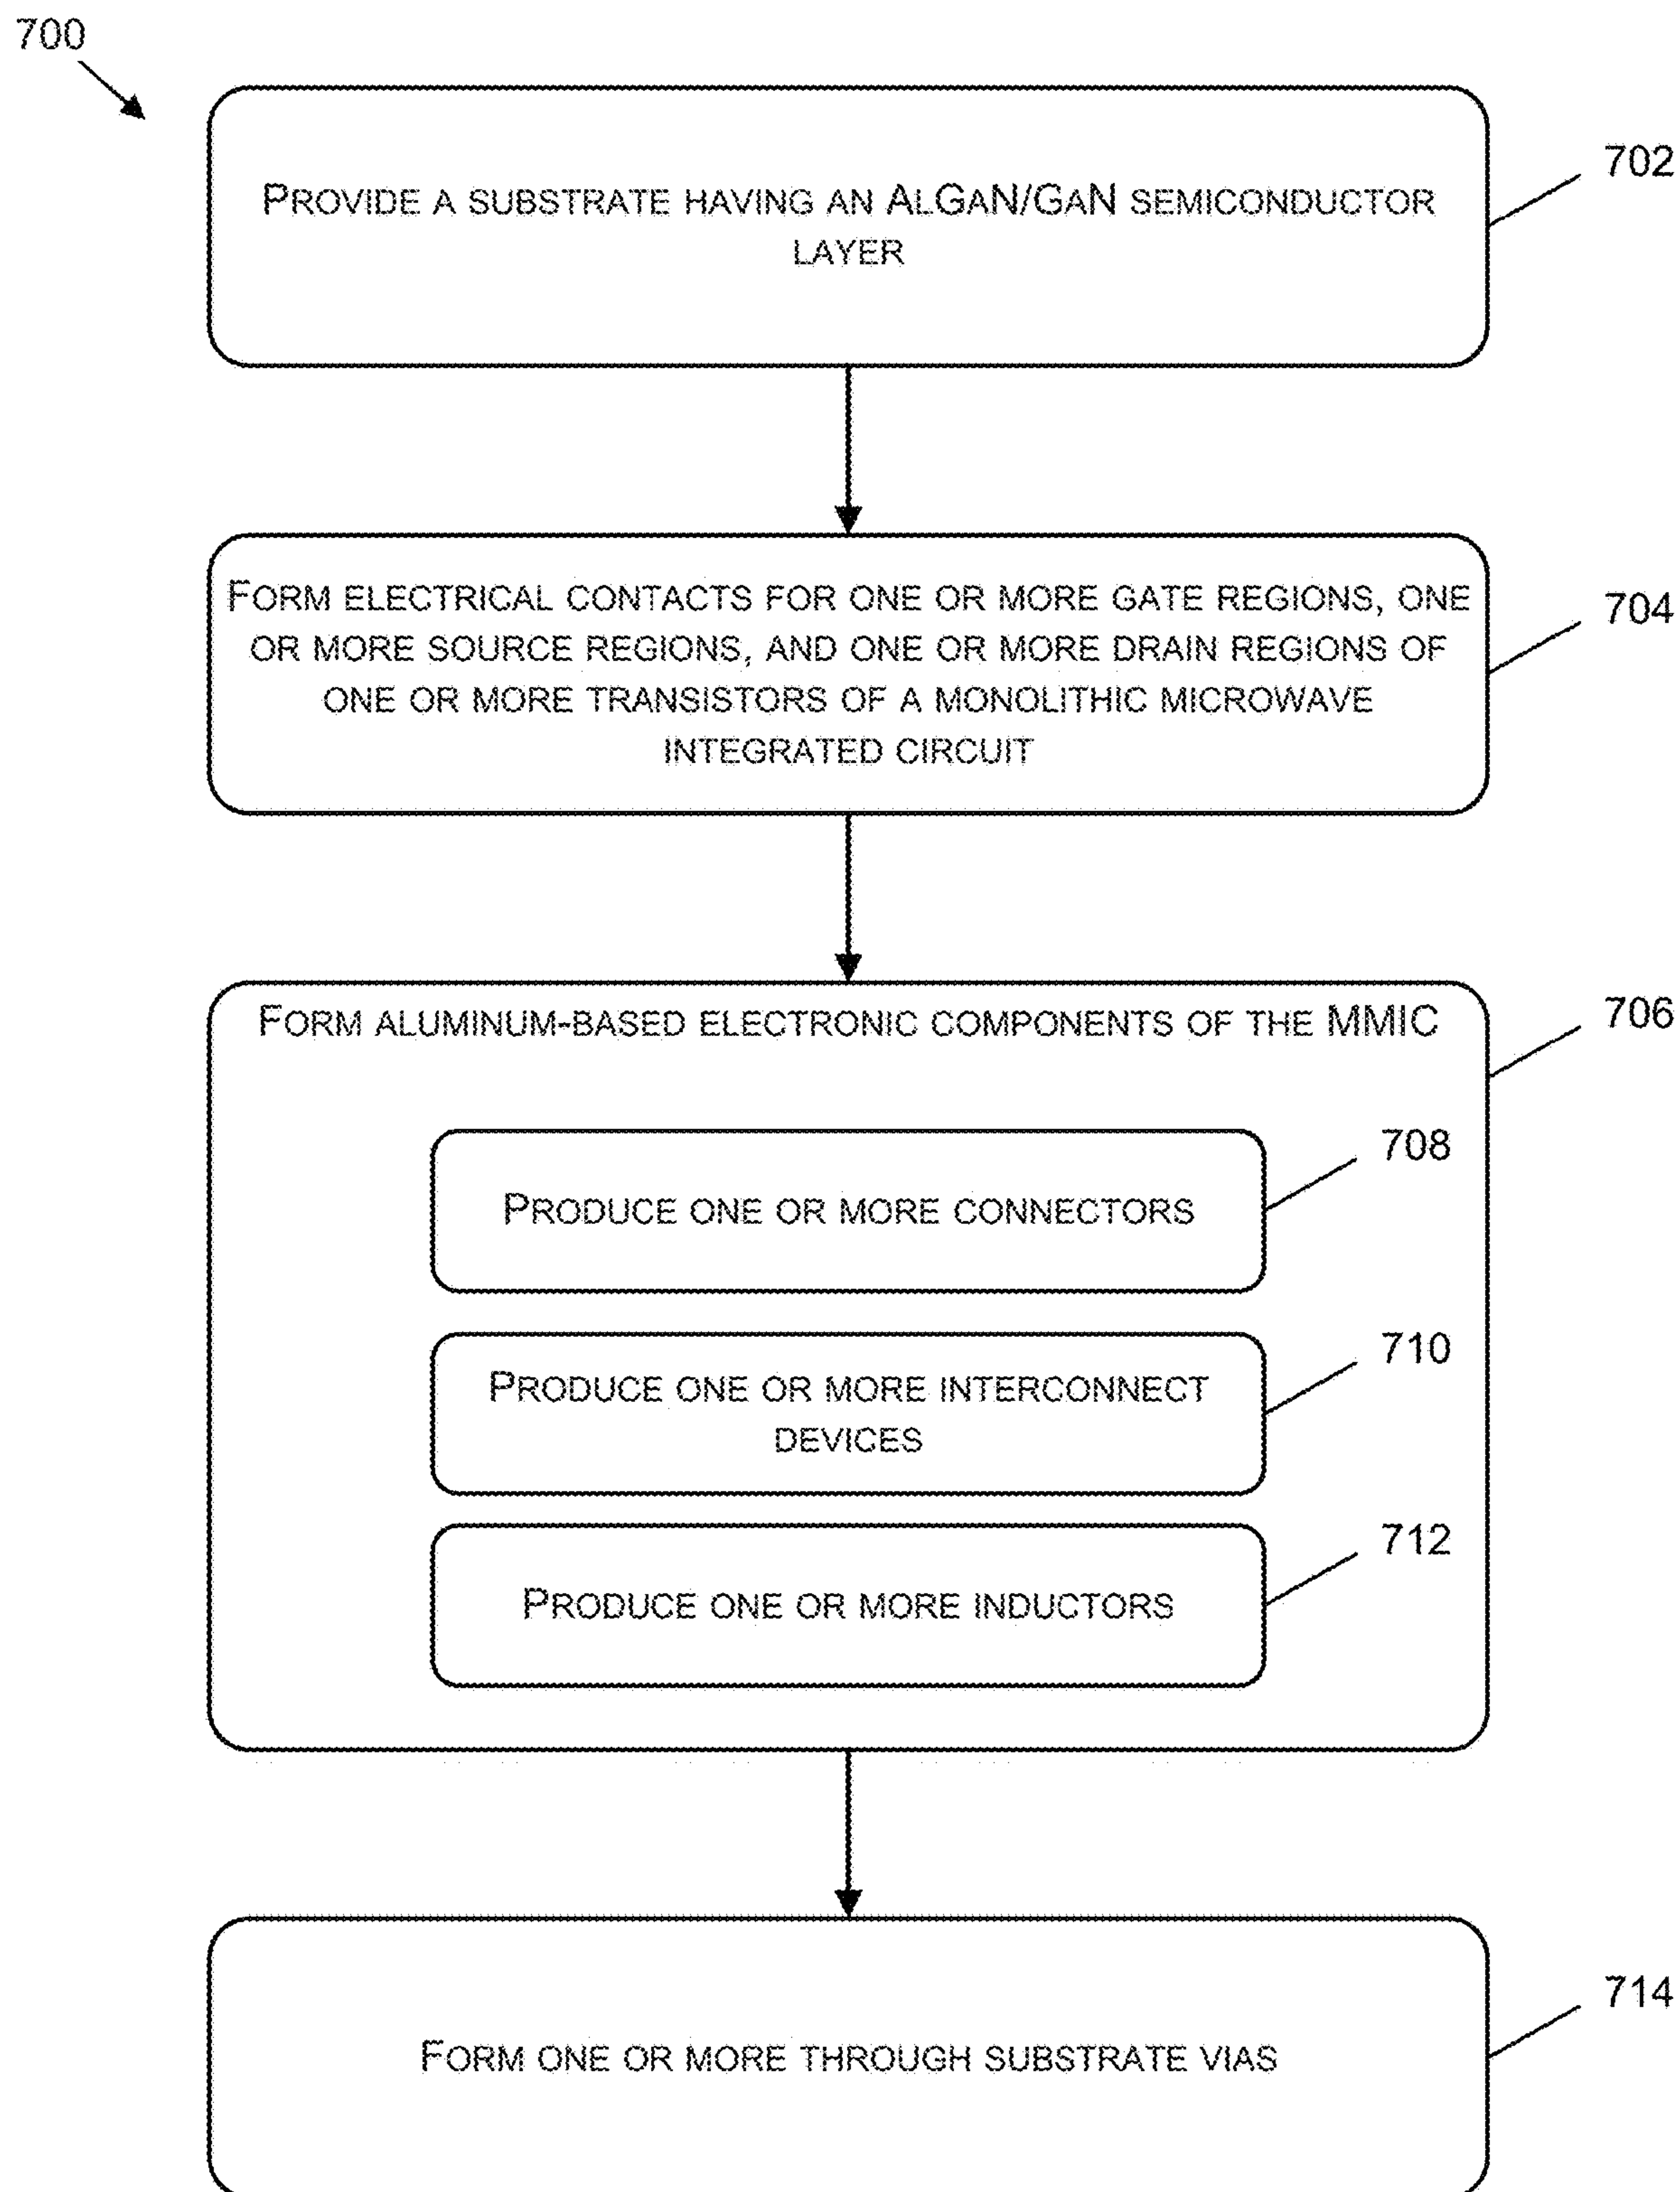 700
PROVIDE A SUBSTRATE HAVING AN ALGAN/GAN SEMICONDUCTOR
LAYER
702
FORM ELECTRICAL CONTACTS FOR ONE OR MORE GATE REGIONS, ONE
OR MORE SOURCE REGIONS, AND ONE OR MORE DRAIN REGIONS OF
ONE OR MORE TRANSISTORS OF A MONOLITHIC MICROWAVE
INTEGRATED CIRCUIT
704
FORM ALUMINUM-BASED ELECTRONIC COMPONENTS OF THE MMIC
706
PRODUCE ONE OR MORE CONNECTORS
708
PRODUCE ONE OR MORE INTERCONNECT
DEVICES
710
PRODUCE ONE OR MORE INDUCTORS
712
FORM ONE OR MORE THROUGH SUBSTRATE VIAS
714